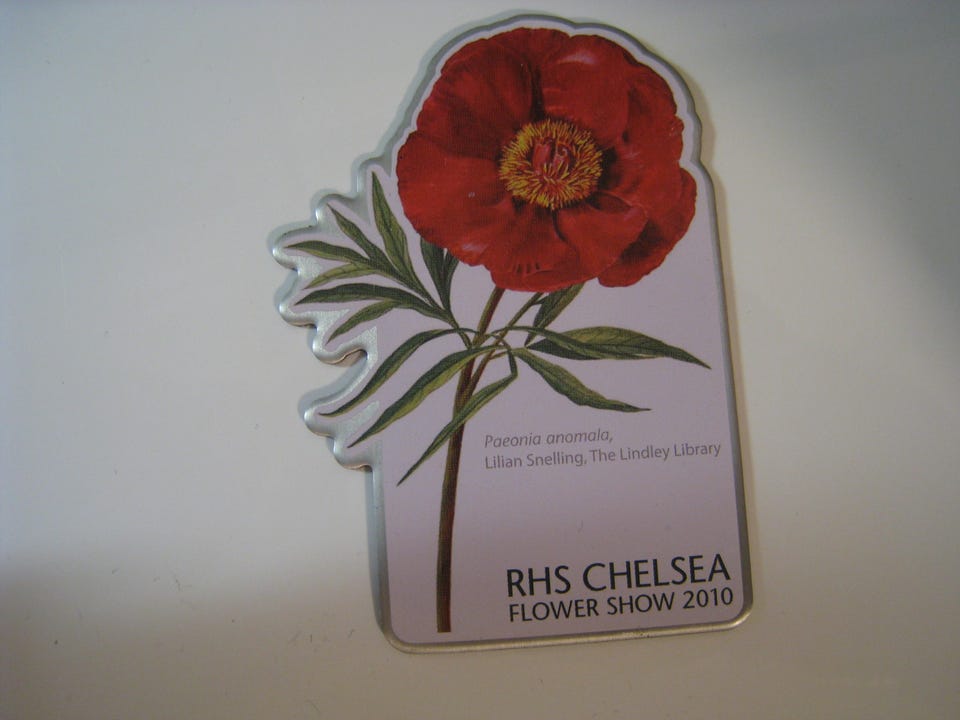 Paeonia anomala,
Lilian Snelling, The Lindley Library
RHS CHELSEA
FLOWER SHOW 2010